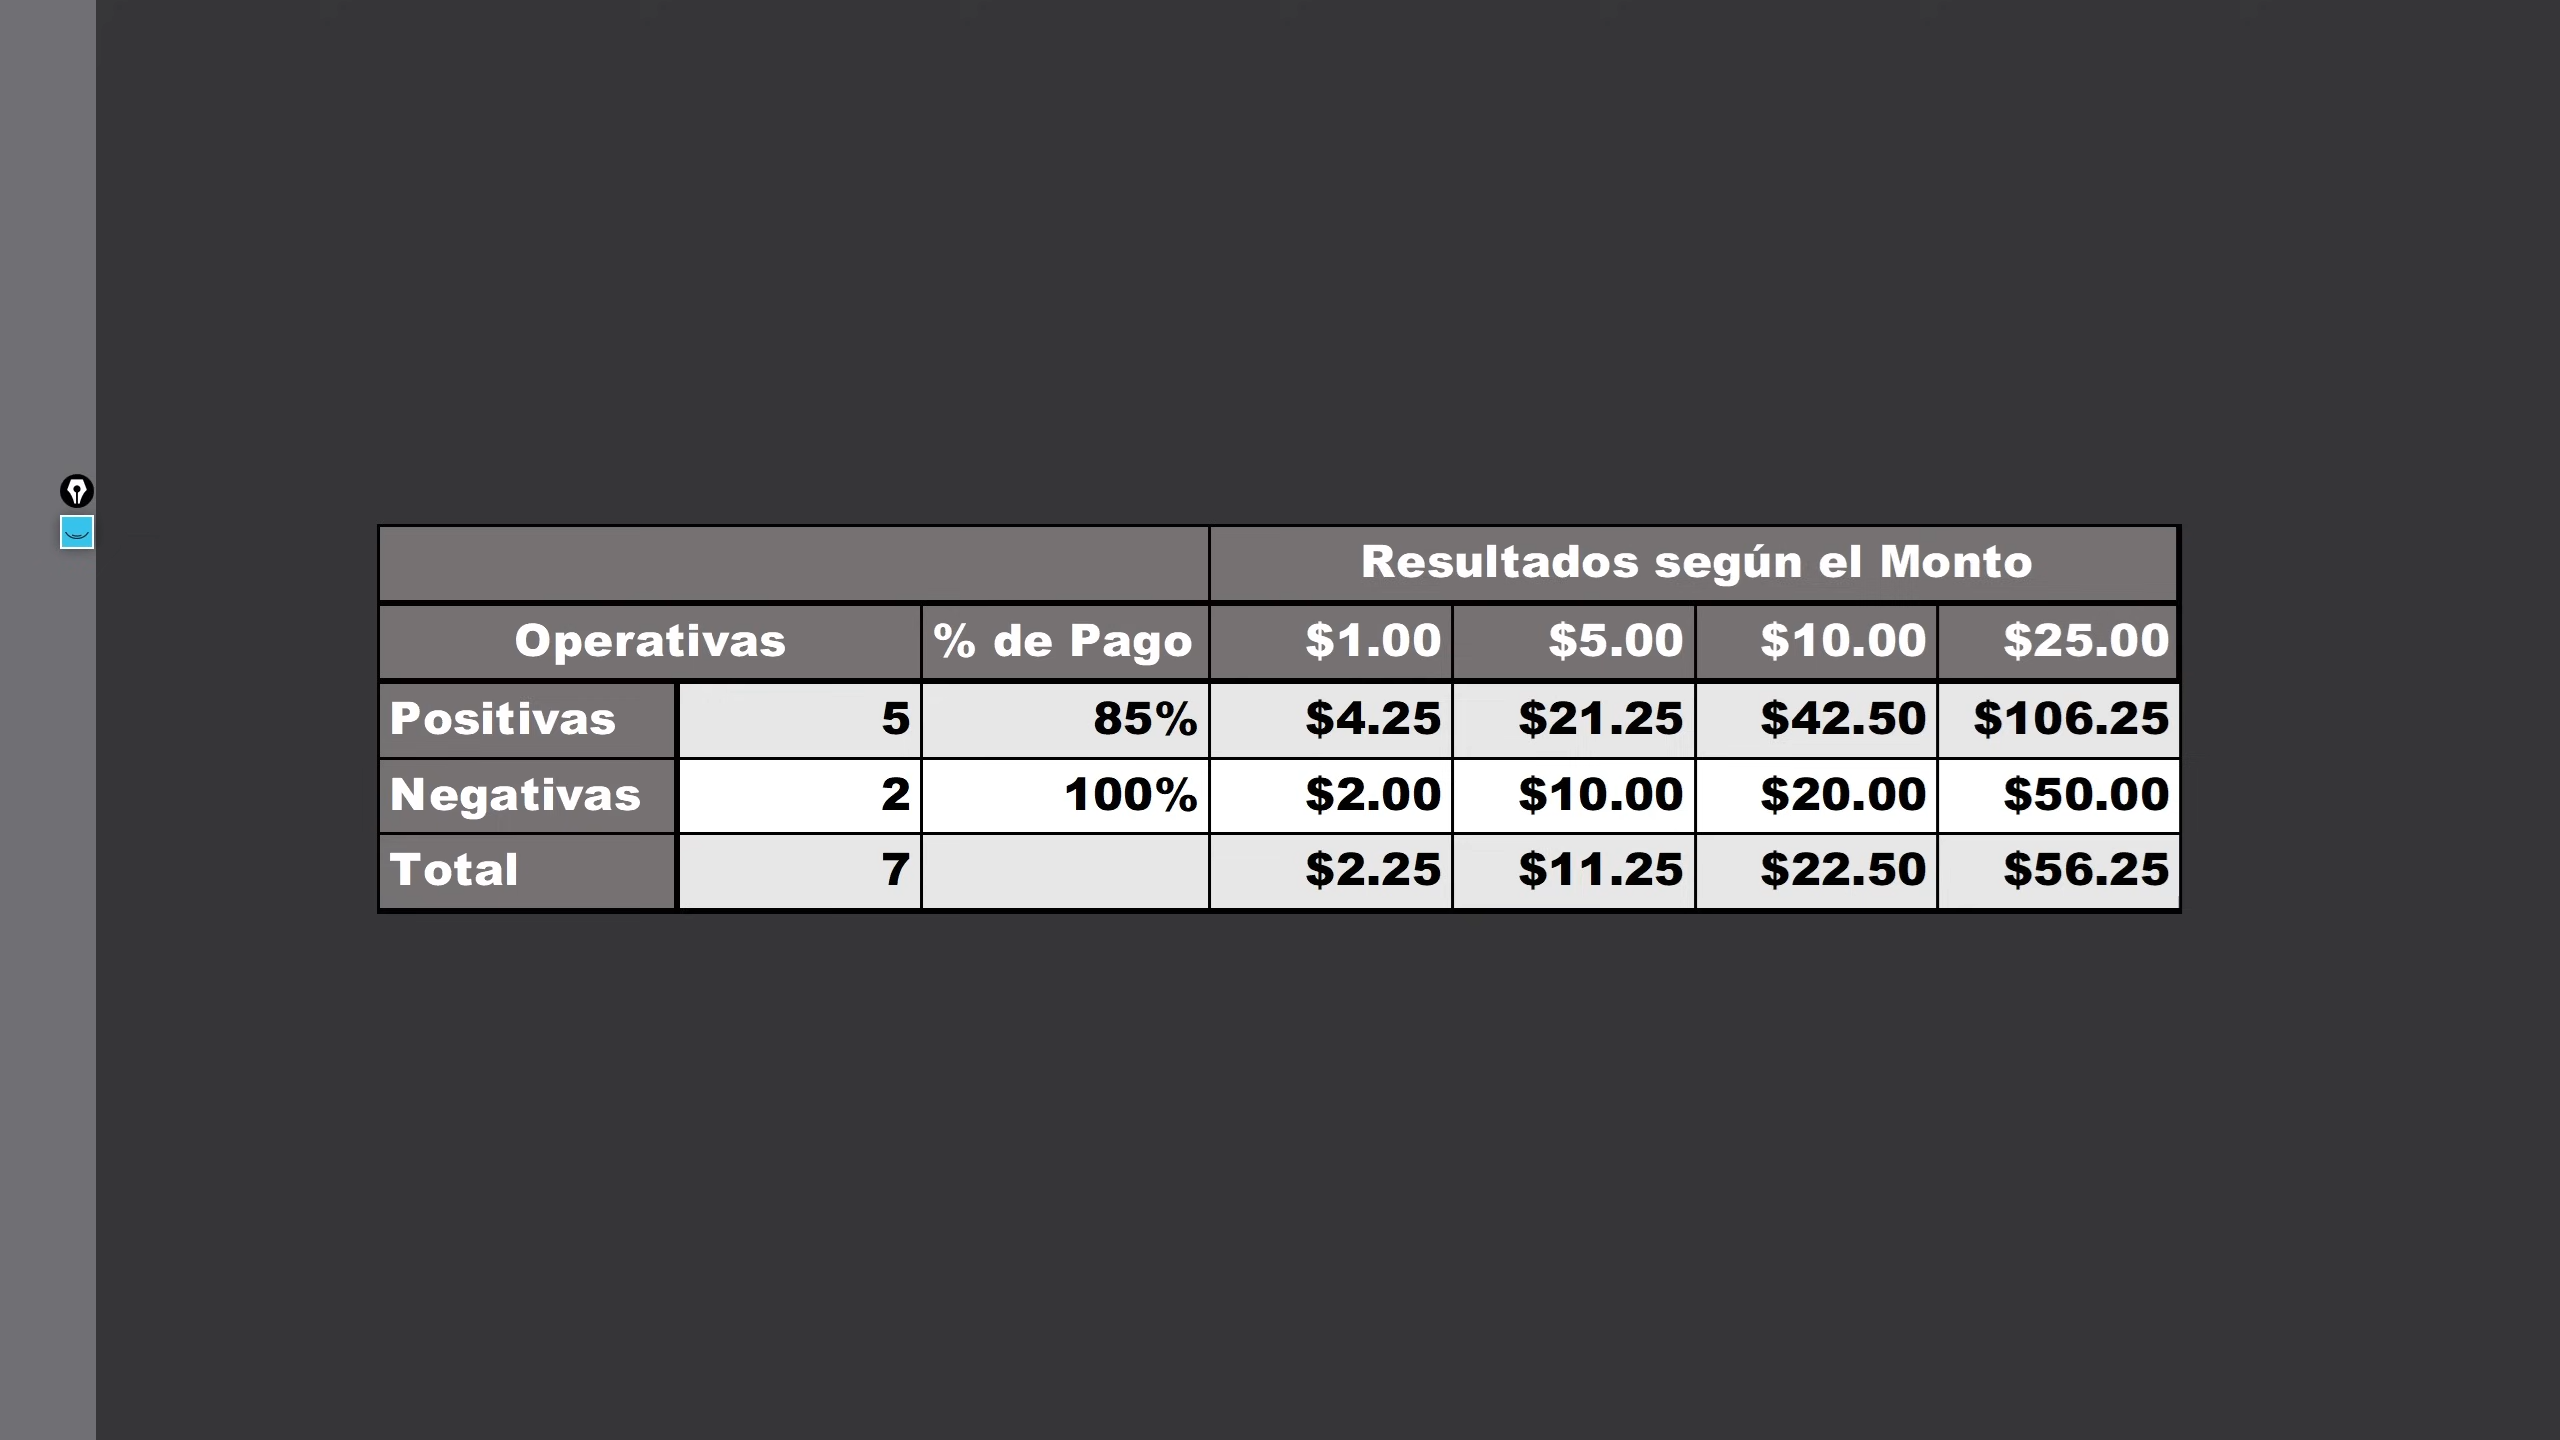 Resultados según el Monto
Operativas % de Pago $1.00 $5.00 $10.00 $25.00
Positivas 5 85% $4.25 $21.25 $42.50 $106.25
Negativas 2 100% $2.00 $10.00 $20.00 $50.00
Total 7 $2.25 $11.25 $22.50 $56.25